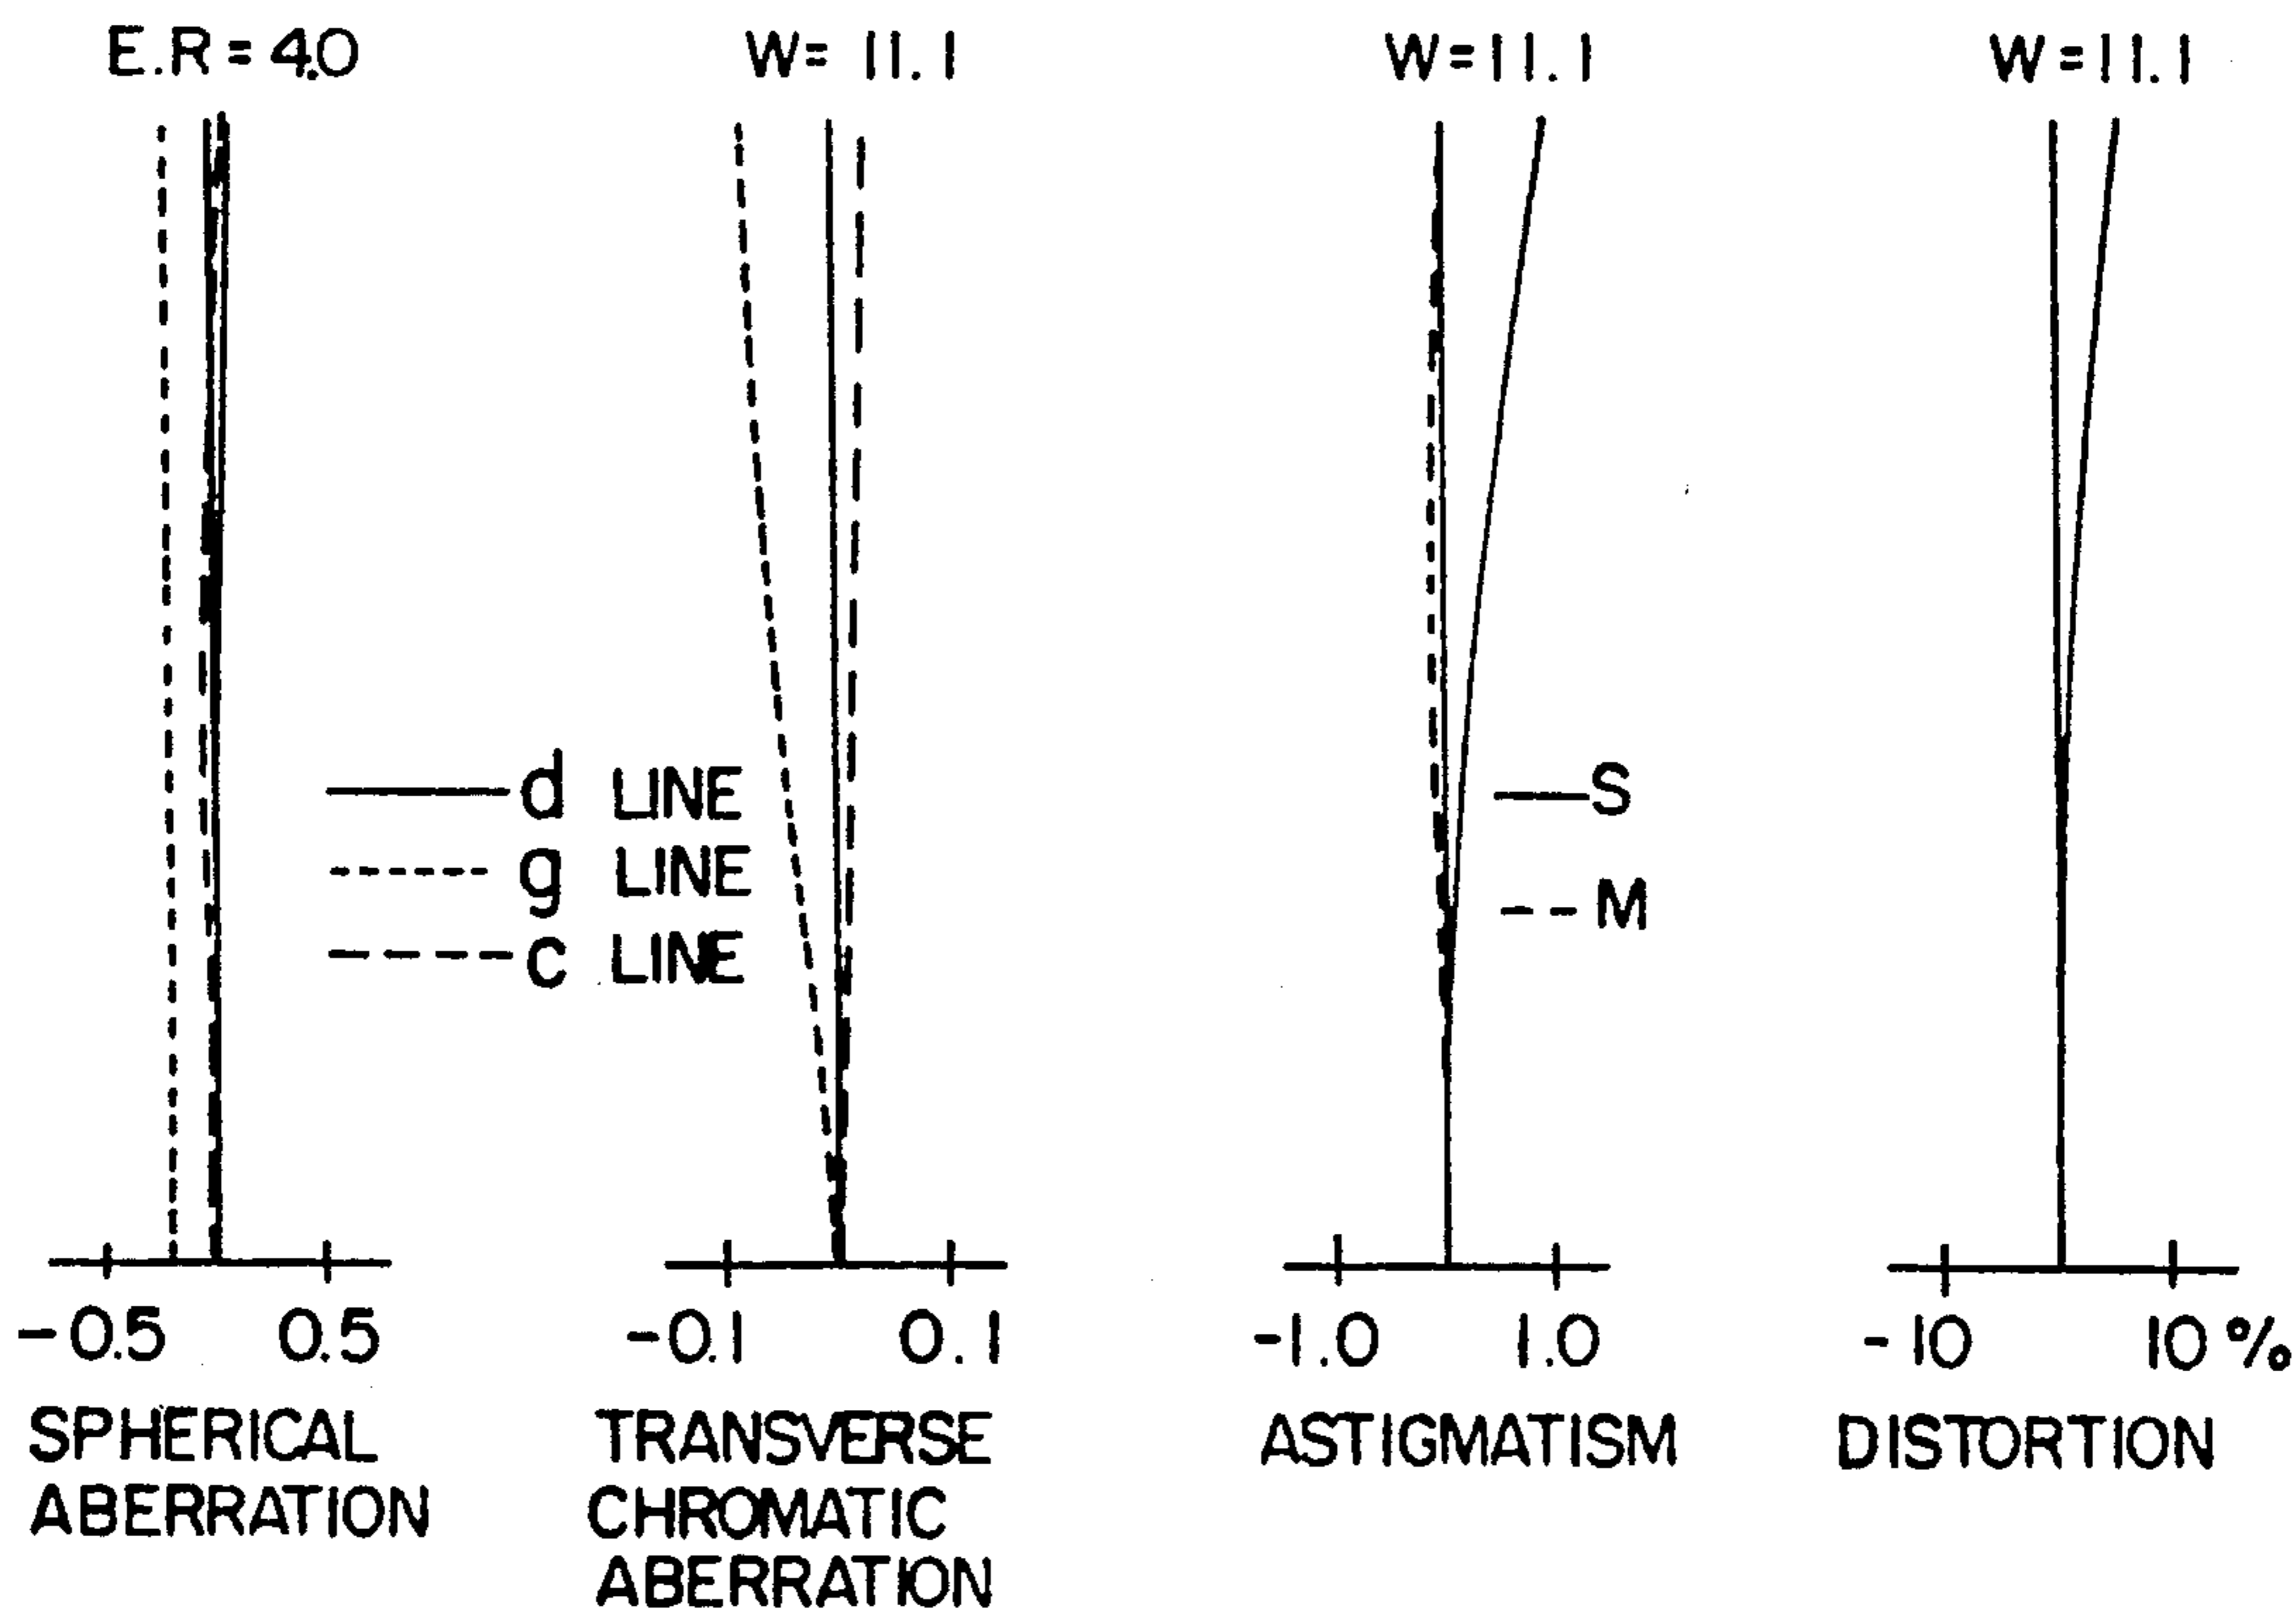 E.R=4.0
W= 11.1
W=11.1
W=11.1
d LINE
g LINE
c LINE
S
M
-0.5 0.5
-0.1 0.1
-1.0 1.0
-10 10%
SPHERICAL
ABERRATION
TRANSVERSE
CHROMATIC
ABERRATION
ASTIGMATISM
DISTORTION